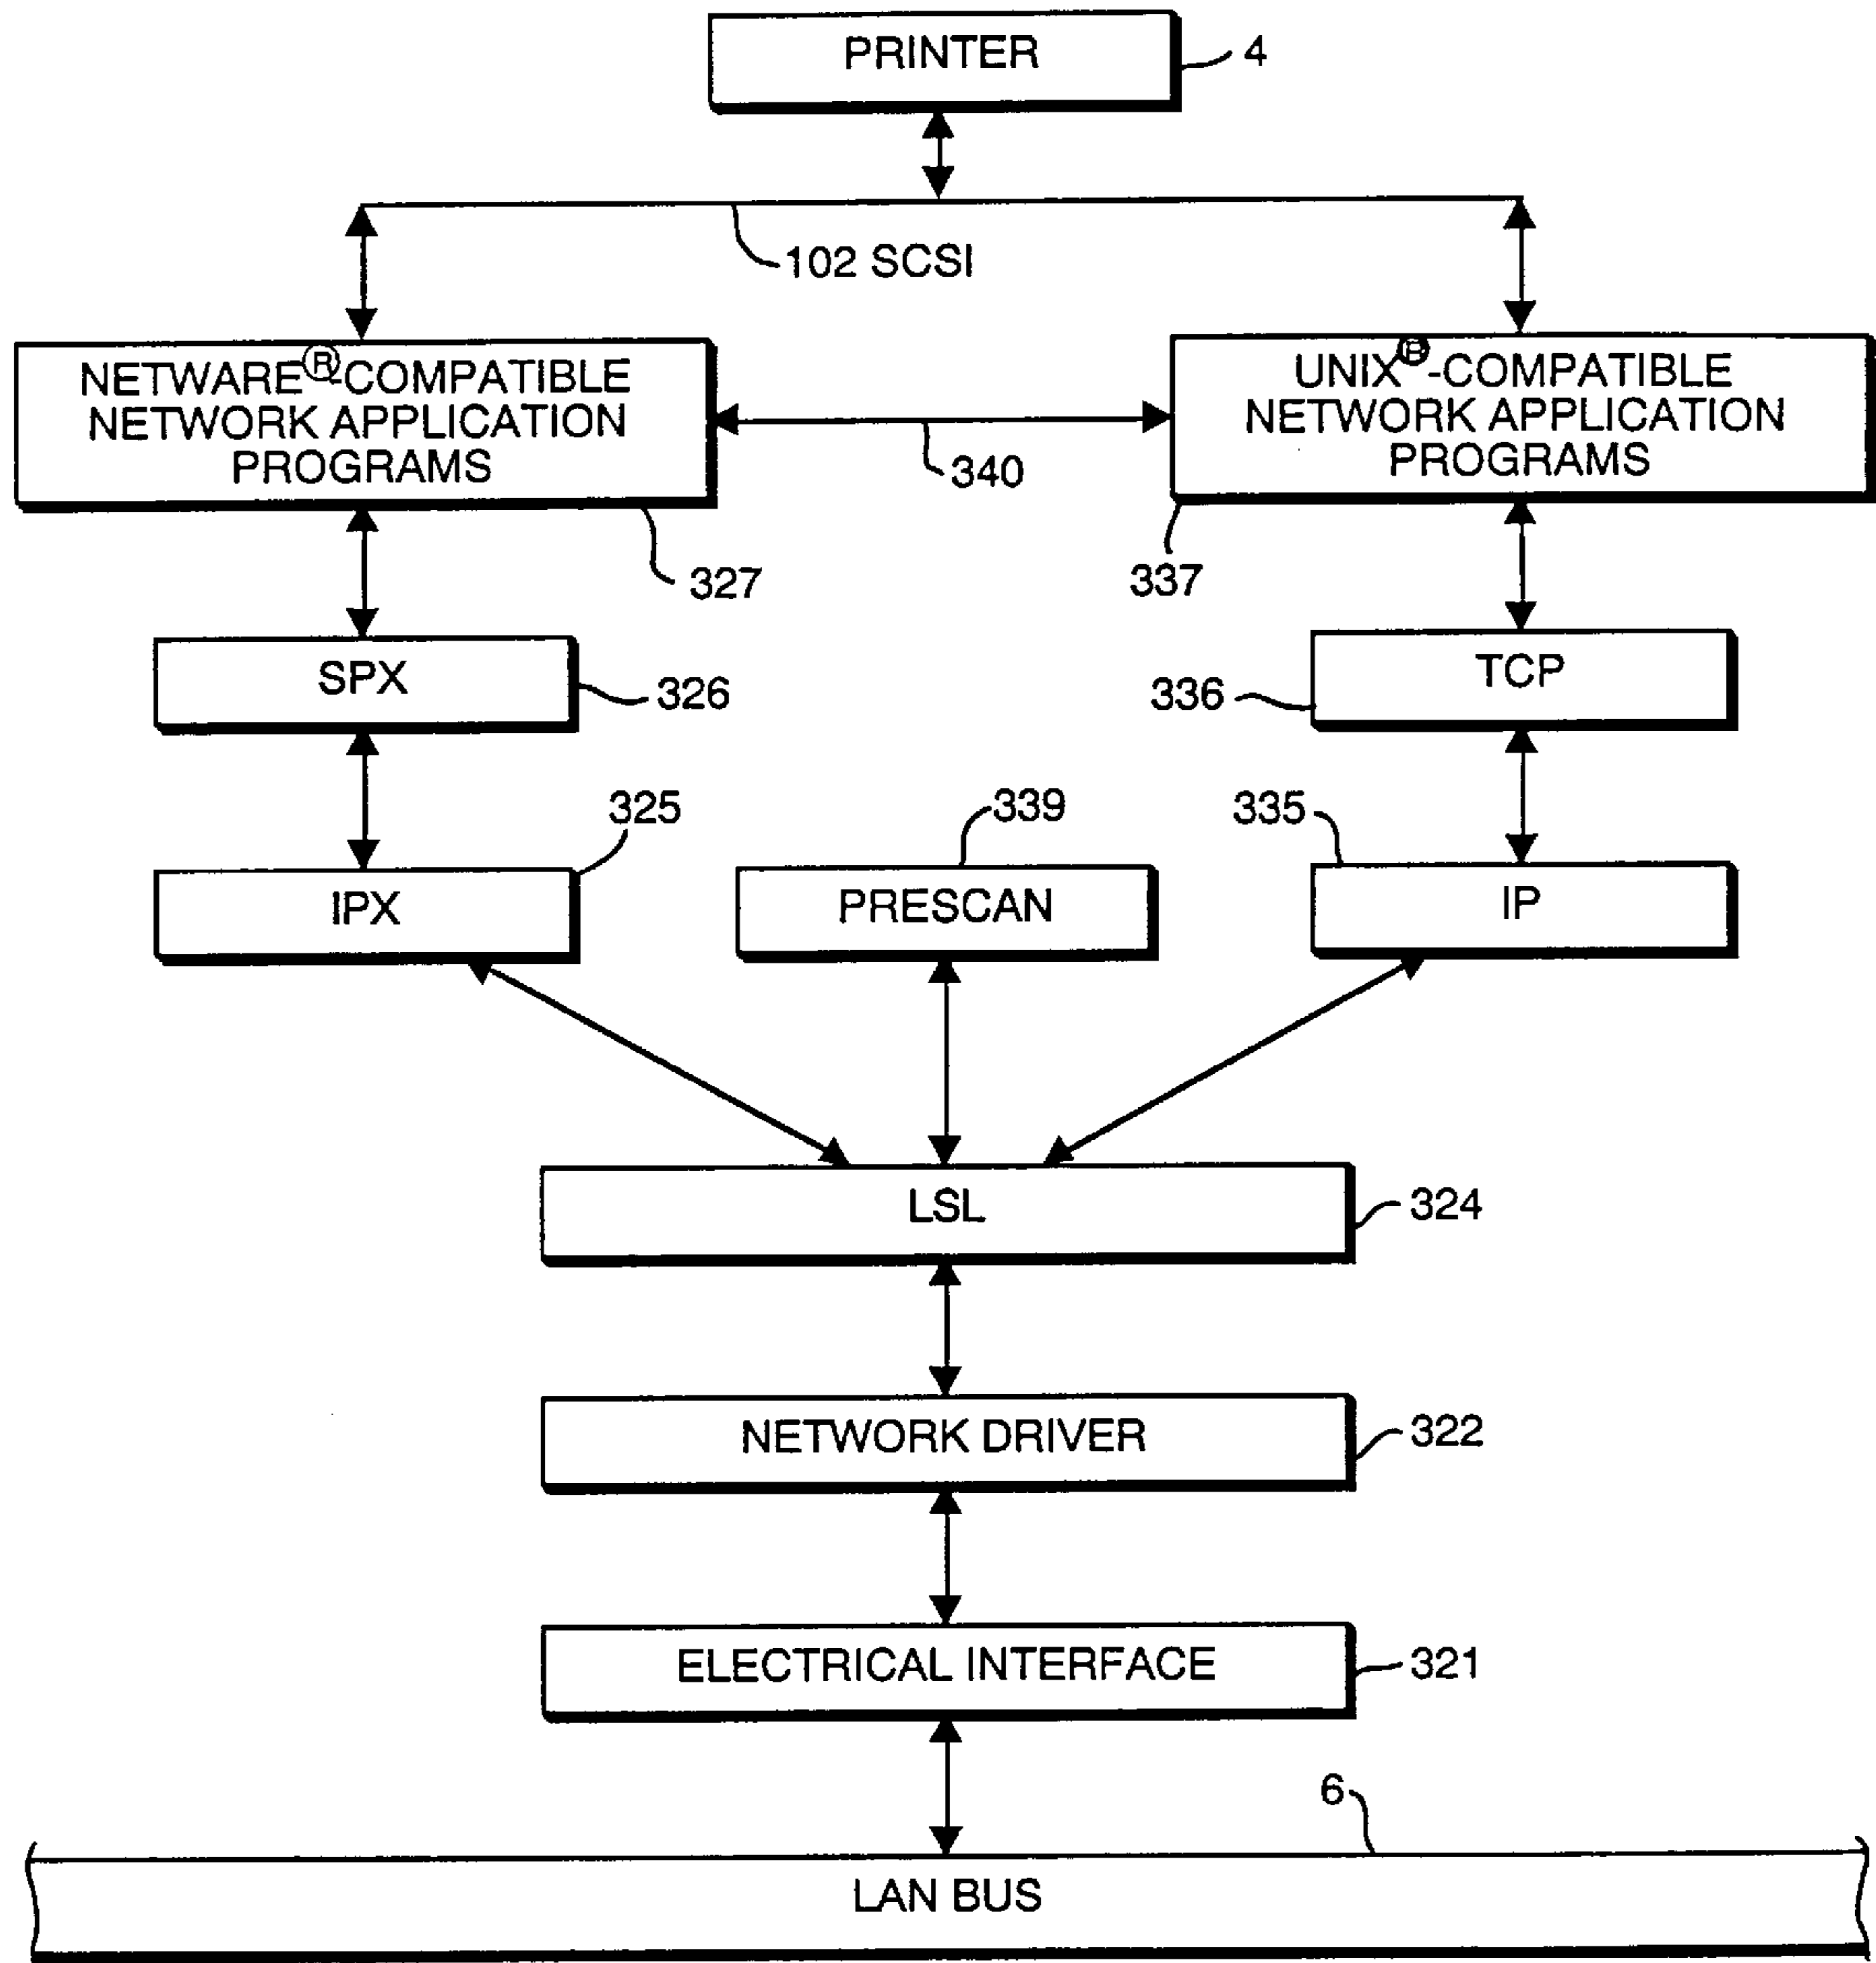 PRINTER
4
102 SCSI
NETWARE®-COMPATIBLE
NETWORK APPLICATION
PROGRAMS
UNIX®-COMPATIBLE
NETWORK APPLICATION
PROGRAMS
340
327
337
SPX
326
TCP
336
325
339
335
IPX
PRESCAN
IP
LSL
324
NETWORK DRIVER
322
ELECTRICAL INTERFACE
321
6
LAN BUS